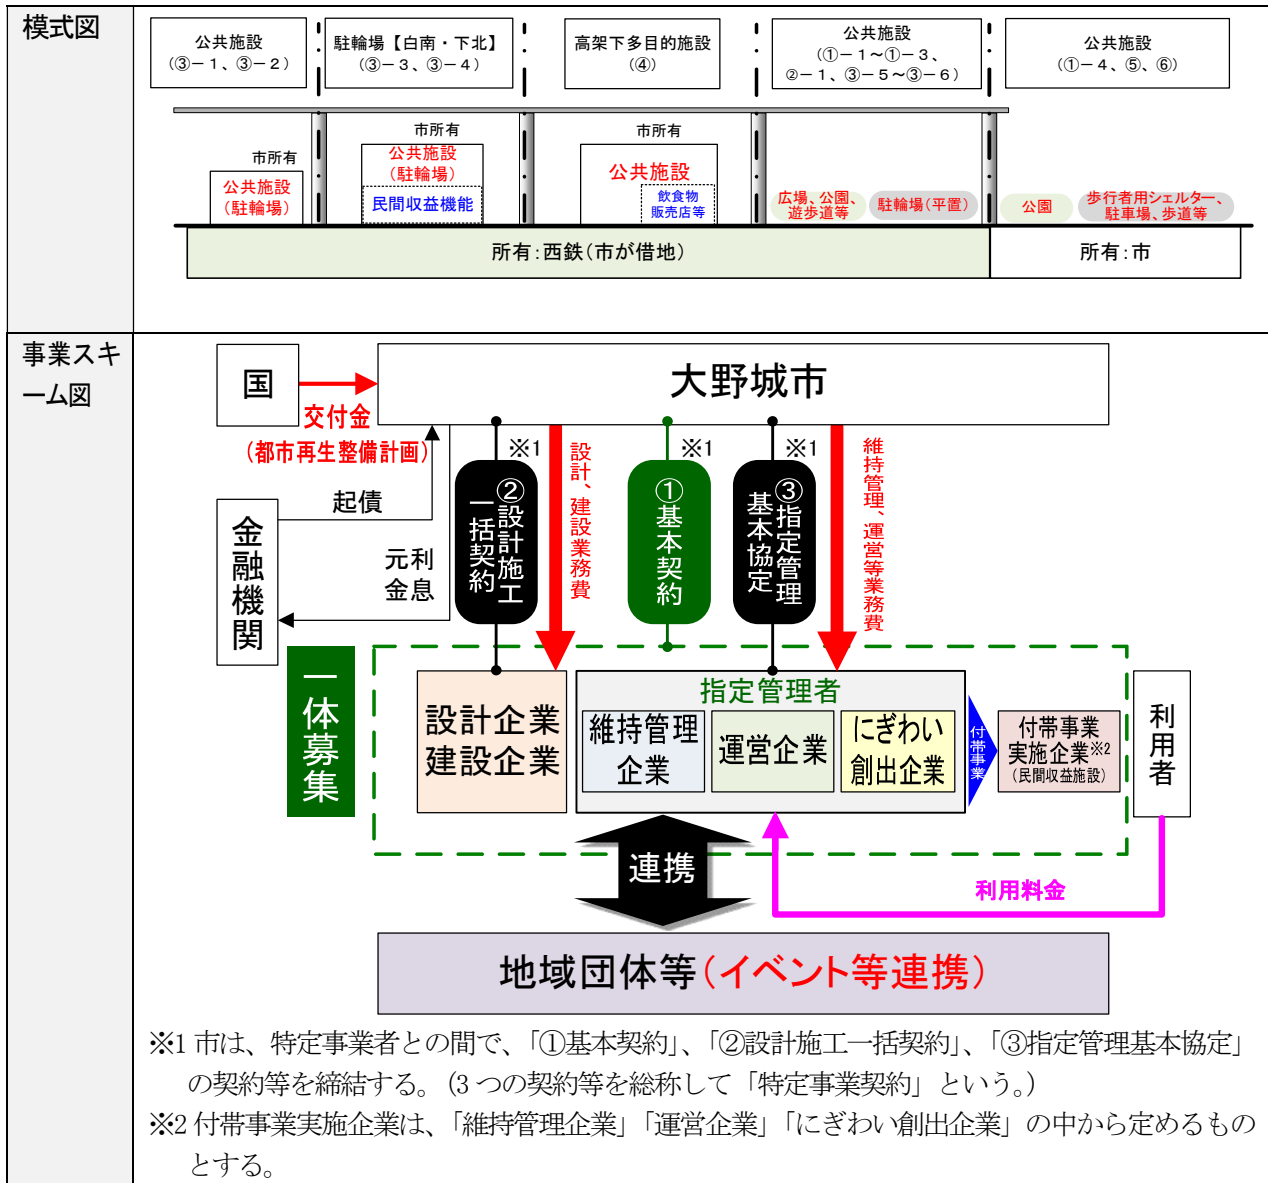 模式図
公共施設
(③-1、③-2)
駐輪場【白南・下北】
(③-3、③-4)
高架下多目的施設
(④)
公共施設
(①-1~①-3、
②-1、③-5~③-6)
公共施設
(①-4、⑤、⑥)
市所有
公共施設
(駐輪場)
市所有
公共施設
(駐輪場)
民間収益機能
市所有
公共施設
飲食物
販売店等
広場、公園、
遊歩道等
駐輪場(平置)
公園
歩行者用シェルター、
駐車場、歩道等
所有:西鉄(市が借地)
所有:市
事業スキ
ーム図
国
大野城市
交付金
(都市再生整備計画)
起債
元利
金息
金融機関
※1
②設計施工
一括契約
設計、建設業務費
※1
①基本契約
※1
③指定管理
基本協定
維持管理、運営等業務費
一体募集
設計企業
建設企業
指定管理者
維持管理
企業
運営企業
にぎわい
創出企業
付帯事業
付帯事業
実施企業※2
(民間収益施設)
利用者
連携
利用料金
地域団体等(イベント等連携)
※1 市は、特定事業者との間で、「①基本契約」、「②設計施工一括契約」、「③指定管理基本協定」
の契約等を締結する。(3つの契約等を総称して「特定事業契約」という。)
※2 付帯事業実施企業は、「維持管理企業」「運営企業」「にぎわい創出企業」の中から定めるもの
とする。